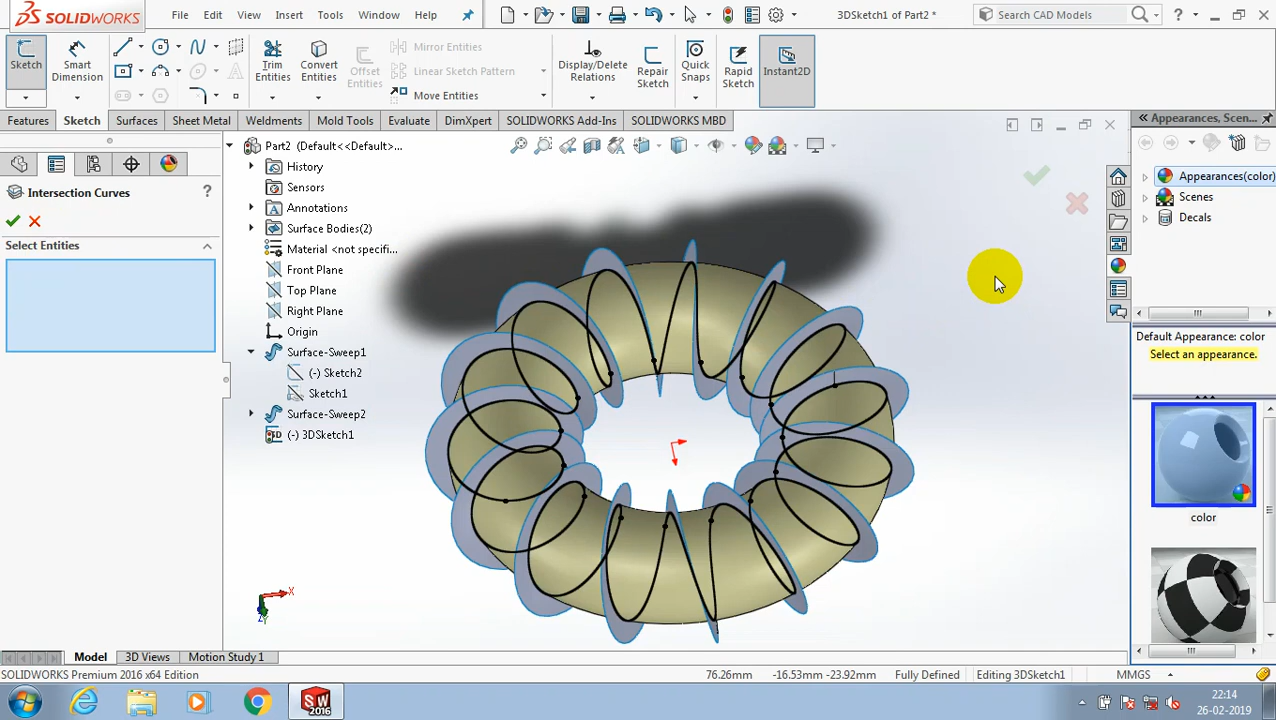 SOLIDWORKS
File Edit View Insert Tools Window Help
3DSketch1 of Part2 *
Search CAD Models
?
Sketch
Smart Dimension
Trim Entities
Convert Entities
Offset Entities
Mirror Entities
Linear Sketch Pattern
Move Entities
Display/Delete Relations
Repair Sketch
Quick Snaps
Rapid Sketch
Instant2D
Features Sketch Surfaces Sheet Metal Weldments Mold Tools Evaluate DimXpert SOLIDWORKS Add-Ins SOLIDWORKS MBD
Appearances, Scen...
Intersection Curves
?
Select Entities
Part2 (Default<<Default>...
History
Sensors
Annotations
Surface Bodies(2)
Material <not specifi...
Front Plane
Top Plane
Right Plane
Origin
Surface-Sweep1
(-) Sketch2
Sketch1
Surface-Sweep2
3D (-) 3DSketch1
Appearances(color)
Scenes
Decals
Default Appearance: color
Select an appearance.
color
X
Z
Y
Model 3D Views Motion Study 1
SOLIDWORKS Premium 2016 x64 Edition
76.26mm -16.53mm -23.92mm Fully Defined Editing 3DSketch1 MMGS
SW
2016
22:14
26-02-2019